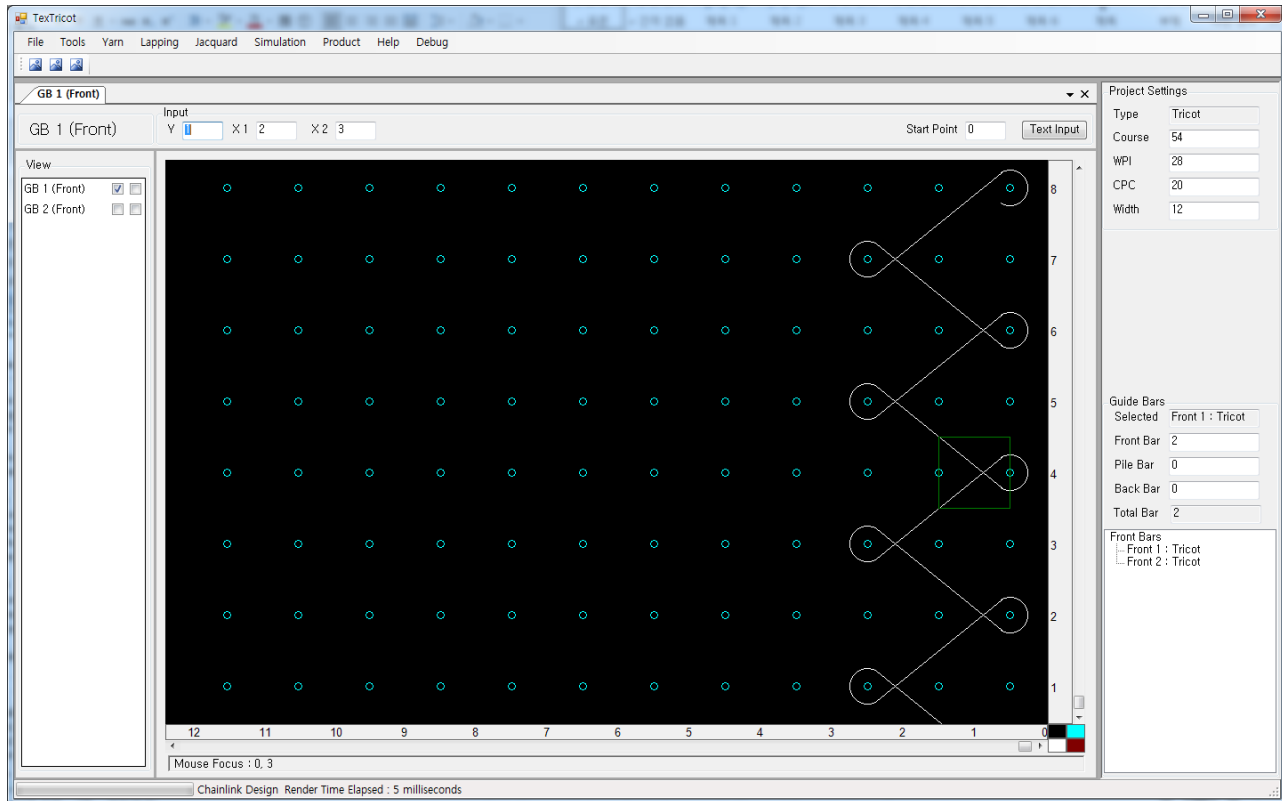 TexTricot
File Tools Yarn Lapping Jacquard Simulation Product Help Debug
GB 1 (Front)
GB 1 (Front)
Input
Y X 1 2 X 2 3
Start Point 0 Text Input
View
GB 1 (Front)
GB 2 (Front)
8
7
6
5
4
3
2
1
12 11 10 9 8 7 6 5 4 3 2 1 0
Mouse Focus : 0, 3
Project Settings
Type Tricot
Course 54
WPI 28
CPC 20
Width 12
Guide Bars
Selected Front 1 : Tricot
Front Bar 2
Pile Bar 0
Back Bar 0
Total Bar 2
Front Bars
Front 1 : Tricot
Front 2 : Tricot
Chainlink Design Render Time Elapsed : 5 milliseconds